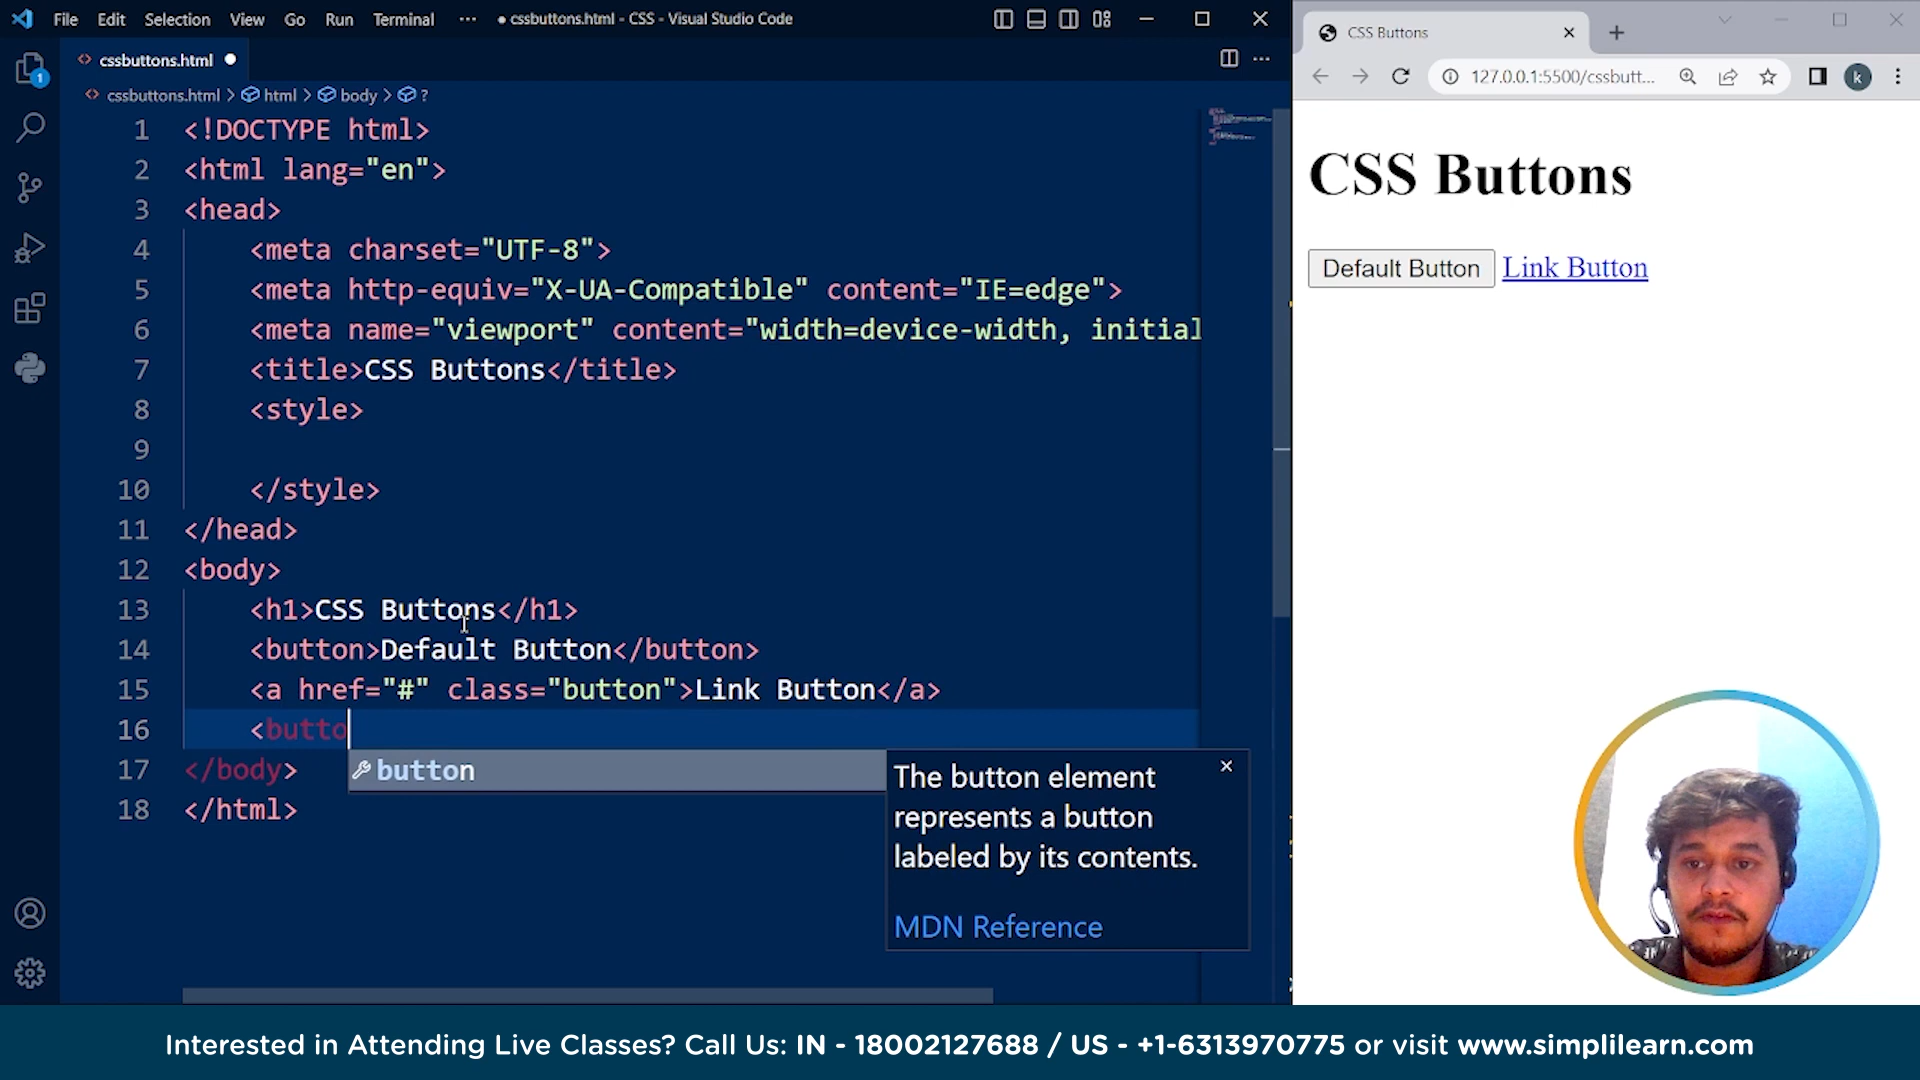 File Edit Selection View Go Run Terminal ··· ● cssbuttons.html - CSS - Visual Studio Code
cssbuttons.html
cssbuttons.html > html > body > ?
1 <!DOCTYPE html>
2 <html lang="en">
3 <head>
4 <meta charset="UTF-8">
5 <meta http-equiv="X-UA-Compatible" content="IE=edge">
6 <meta name="viewport" content="width=device-width, initial
7 <title>CSS Buttons</title>
8 <style>
9
10 </style>
11 </head>
12 <body>
13 <h1>CSS Buttons</h1>
14 <button>Default Button</button>
15 <a href="#" class="button">Link Button</a>
16 <butto
17 </body>
18 </html>
button
The button element
represents a button
labeled by its contents.
MDN Reference
1
CSS Buttons
127.0.0.1:5500/cssbutt...
k
CSS Buttons
Default Button Link Button
Interested in Attending Live Classes? Call Us: IN - 18002127688 / US - +1-6313970775 or visit www.simplilearn.com